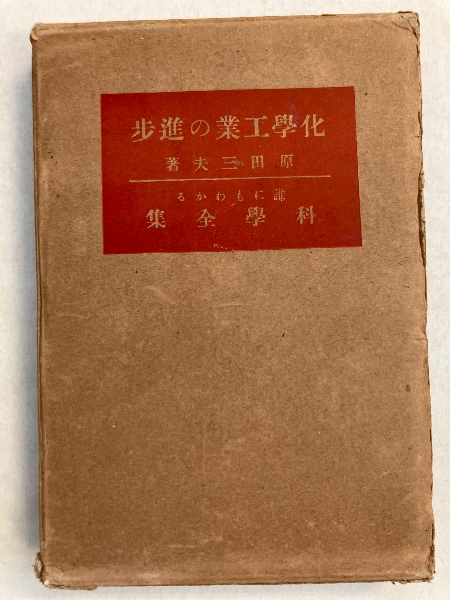 化學工業の進步
原田三夫著
誰にもわかる
科學全集